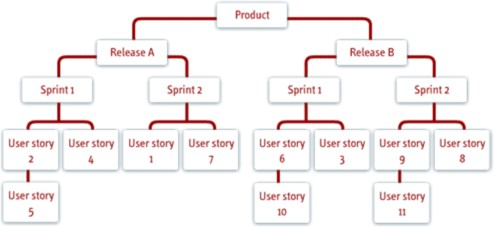 Product
Release A
Release B
Sprint 1
Sprint 2
Sprint 1
Sprint 2
User story
2
User story
4
User story
1
User story
7
User story
6
User story
3
User story
9
User story
8
User story
5
User story
10
User story
11